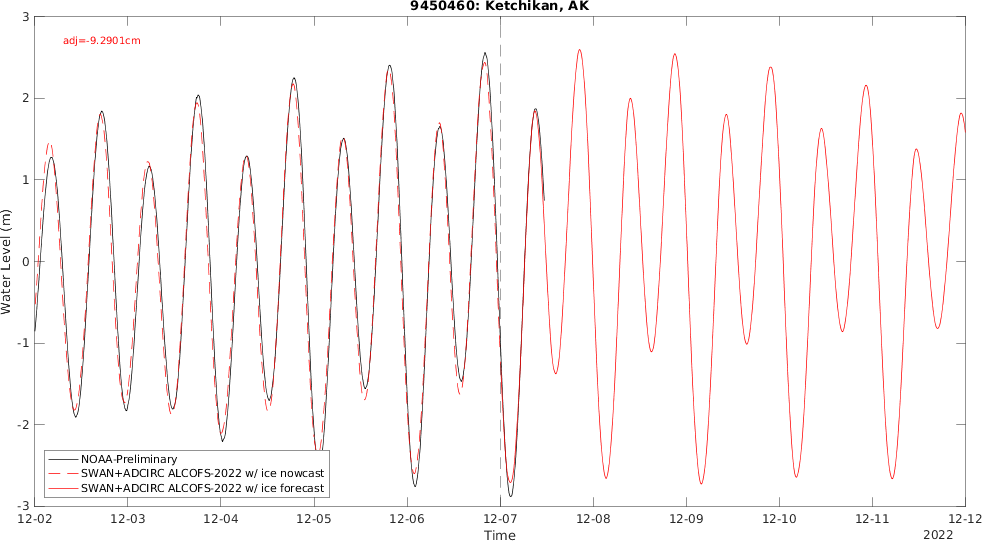 9450460: Ketchikan, AK
adj=-9.2901cm
3
2
1
0
-1
-2
-3
Water Level (m)
NOAA-Preliminary
SWAN+ADCIRC ALCOFS-2022 w/ ice nowcast
SWAN+ADCIRC ALCOFS-2022 w/ ice forecast
12-02 12-03 12-04 12-05 12-06 12-07 12-08 12-09 12-10 12-11 12-12
Time
2022